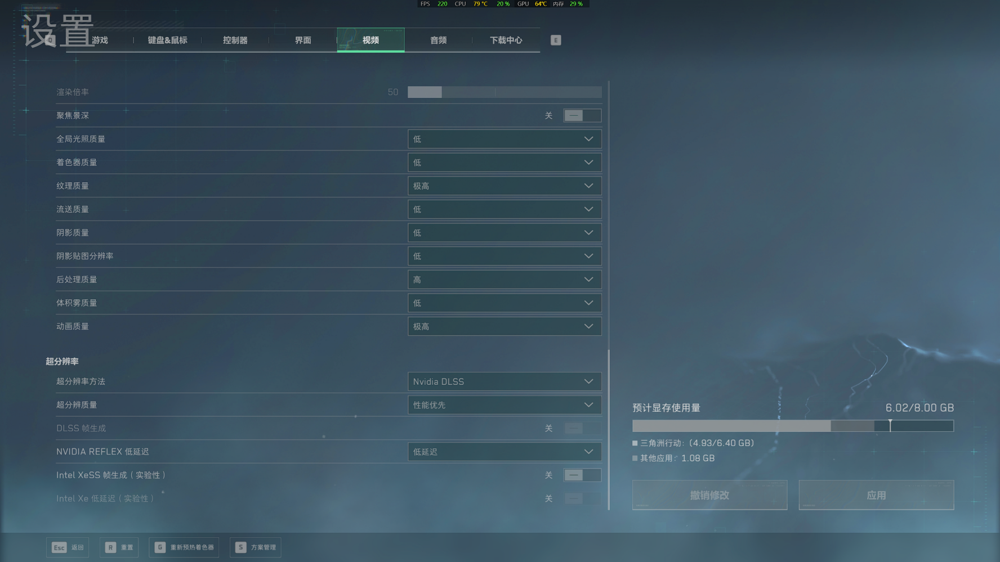 FPS 220 CPU 79 °C 20 % GPU 64℃ 内存 29 %
设置
Q 游戏 键盘&鼠标 控制器 界面 视频 音频 下载中心 E
渲染倍率 50
聚焦景深 关
全局光照质量 低
着色器质量 低
纹理质量 极高
流送质量 低
阴影质量 低
阴影贴图分辨率 低
后处理质量 高
体积雾质量 低
动画质量 极高
超分辨率
超分辨率方法 Nvidia DLSS
超分辨质量 性能优先
DLSS 帧生成 关
NVIDIA REFLEX 低延迟 低延迟
Intel XeSS 帧生成（实验性） 关
Intel Xe 低延迟（实验性） 关
预计显存使用量 6.02/8.00 GB
三角洲行动：(4.93/6.40 GB)
其他应用：1.08 GB
撤销修改 应用
Esc 返回 R 重置 G 重新预热着色器 S 方案管理